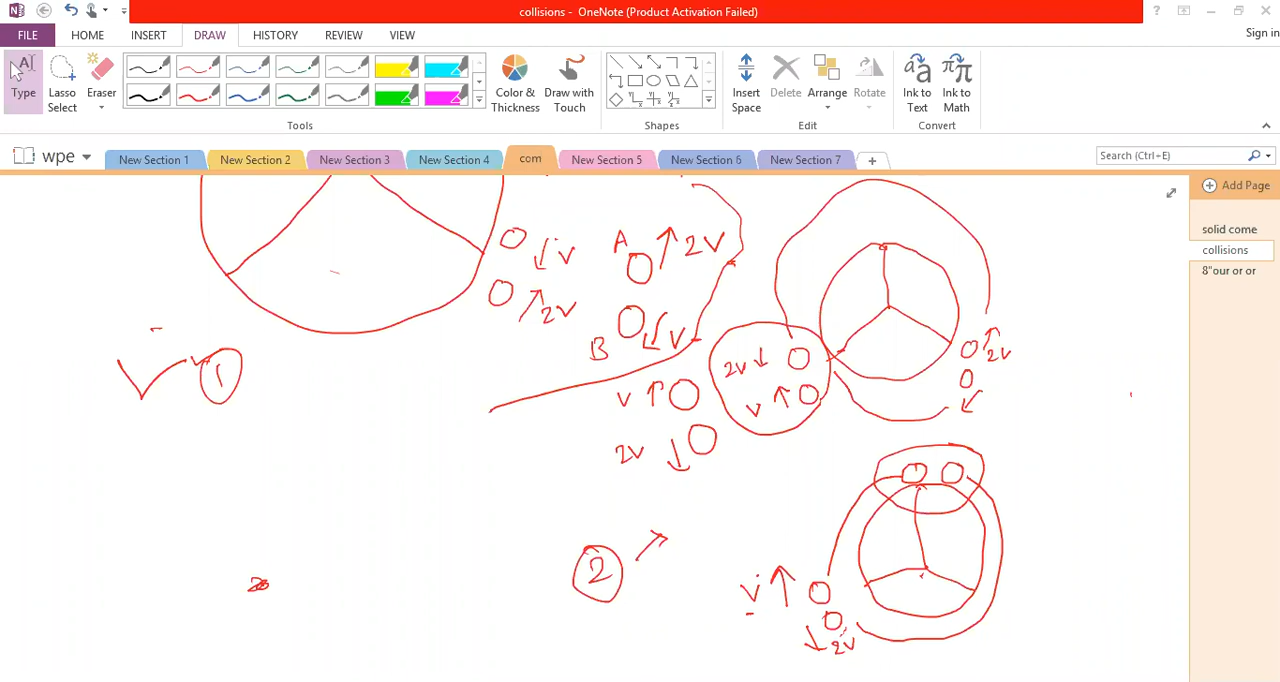 collisions - OneNote (Product Activation Failed)
?
FILE HOME INSERT DRAW HISTORY REVIEW VIEW
Sign in
Type
Lasso Select
Eraser
Color & Thickness
Draw with Touch
Insert Space
Delete
Arrange
Rotate
Ink to Text
Ink to Math
Tools
Shapes
Edit
Convert
wpe
New Section 1
New Section 2
New Section 3
New Section 4
com
New Section 5
New Section 6
New Section 7
Search (Ctrl+E)
Add Page
solid come
collisions
8"our or
V
2V
A
2V
B
V
V
2V
2V
V
2V
1
2
V
2V